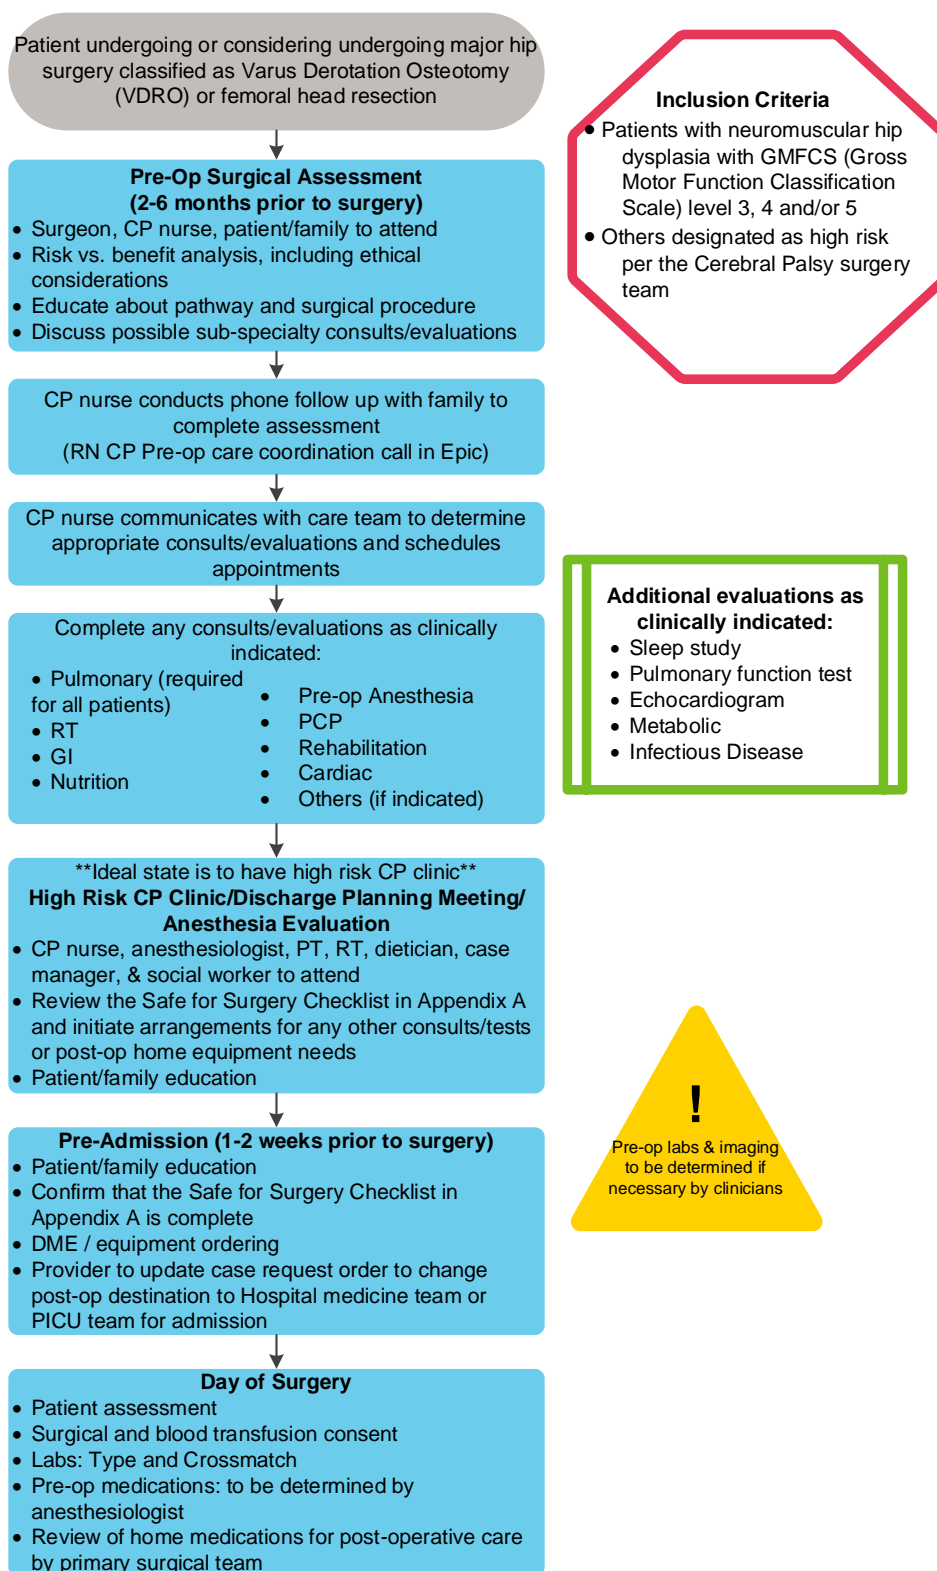 Patient undergoing or considering undergoing major hip
surgery classified as Varus Derotation Osteotomy
(VDRO) or femoral head resection
Inclusion Criteria
• Patients with neuromuscular hip
dysplasia with GMFCS (Gross
Motor Function Classification
Scale) level 3, 4 and/or 5
• Others designated as high risk
per the Cerebral Palsy surgery
team
Pre-Op Surgical Assessment
(2-6 months prior to surgery)
• Surgeon, CP nurse, patient/family to attend
• Risk vs. benefit analysis, including ethical
considerations
• Educate about pathway and surgical procedure
• Discuss possible sub-specialty consults/evaluations
CP nurse conducts phone follow up with family to
complete assessment
(RN CP Pre-op care coordination call in Epic)
CP nurse communicates with care team to determine
appropriate consults/evaluations and schedules
appointments
Complete any consults/evaluations as clinically
indicated:
• Pulmonary (required
for all patients)
• RT
• GI
• Nutrition
• Pre-op Anesthesia
• PCP
• Rehabilitation
• Cardiac
• Others (if indicated)
Additional evaluations as
clinically indicated:
• Sleep study
• Pulmonary function test
• Echocardiogram
• Metabolic
• Infectious Disease
**Ideal state is to have high risk CP clinic**
High Risk CP Clinic/Discharge Planning Meeting/
Anesthesia Evaluation
• CP nurse, anesthesiologist, PT, RT, dietician, case
manager, & social worker to attend
• Review the Safe for Surgery Checklist in Appendix A
and initiate arrangements for any other consults/tests
or post-op home equipment needs
• Patient/family education
!
Pre-op labs & imaging
to be determined if
necessary by clinicians
Pre-Admission (1-2 weeks prior to surgery)
• Patient/family education
• Confirm that the Safe for Surgery Checklist in
Appendix A is complete
• DME / equipment ordering
• Provider to update case request order to change
post-op destination to Hospital medicine team or
PICU team for admission
Day of Surgery
• Patient assessment
• Surgical and blood transfusion consent
• Labs: Type and Crossmatch
• Pre-op medications: to be determined by
anesthesiologist
• Review of home medications for post-operative care
by primary surgical team